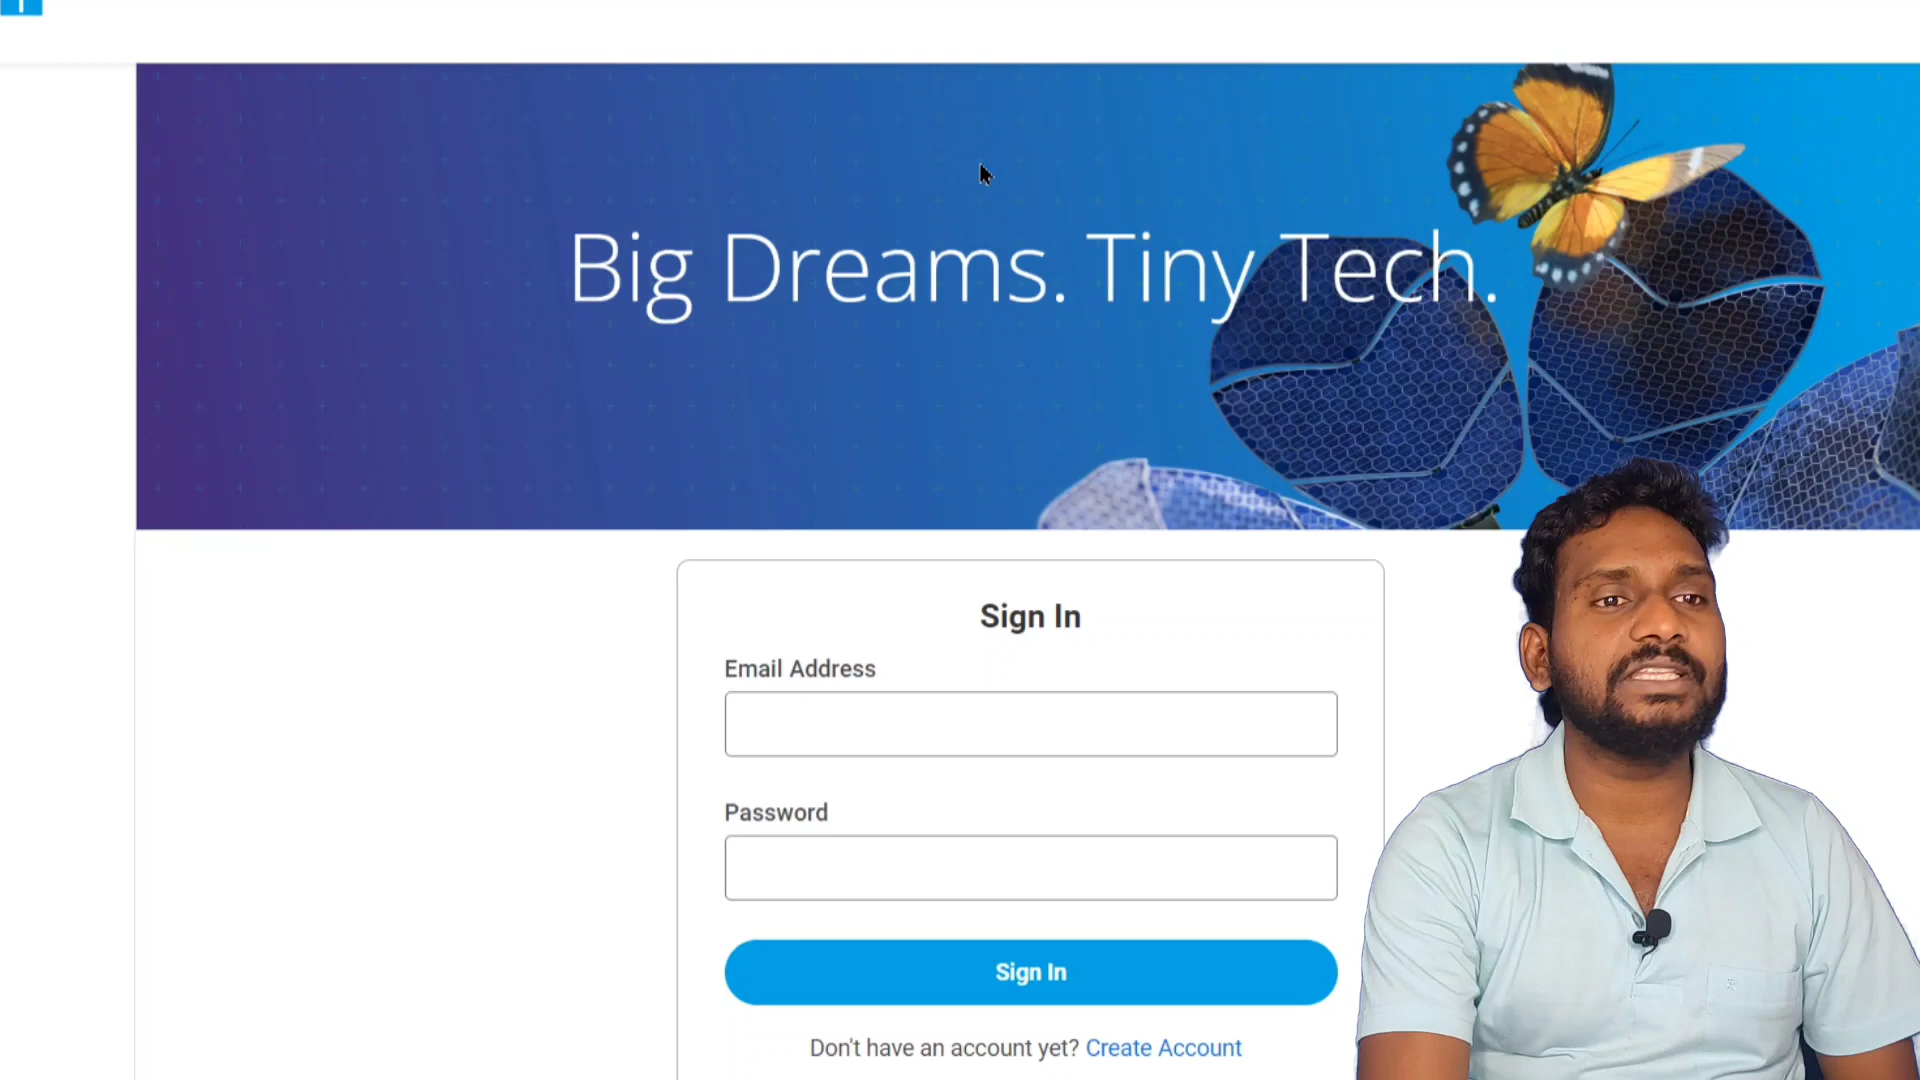 Big Dreams. Tiny Tech.
Sign In
Email Address
Password
Sign In
Don't have an account yet? Create Account